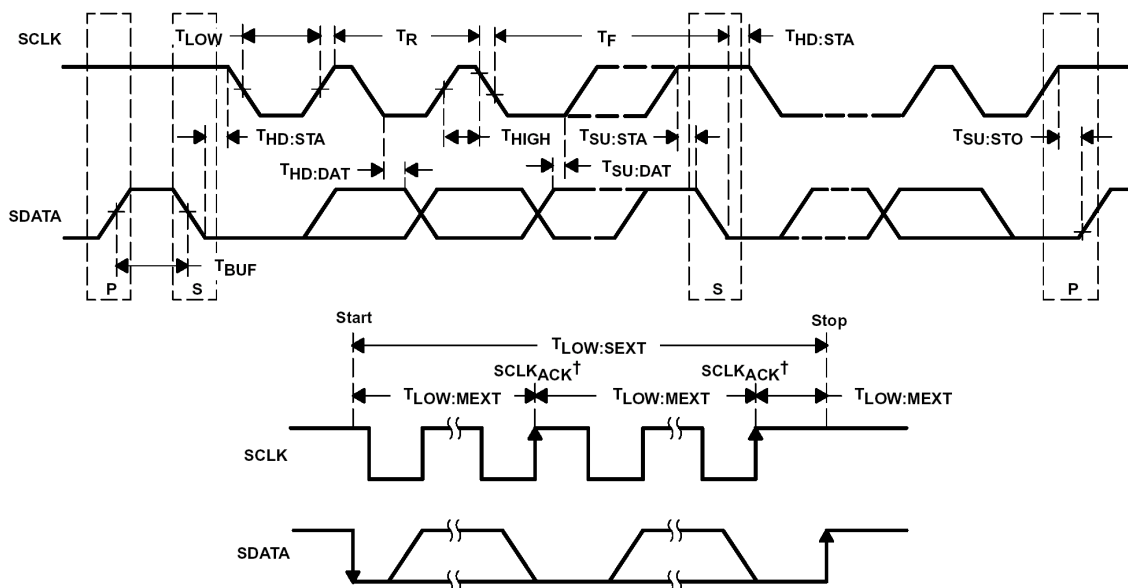 SCLK
TLOW
TR
TF
THD:STA
THD:STA
THIGH
TSU:STA
TSU:STO
THD:DAT
TSU:DAT
SDATA
TBUF
P
S
S
P
Start
Stop
TLOW:SEXT
SCLKACK†
SCLKACK†
TLOW:MEXT
TLOW:MEXT
TLOW:MEXT
SCLK
SDATA